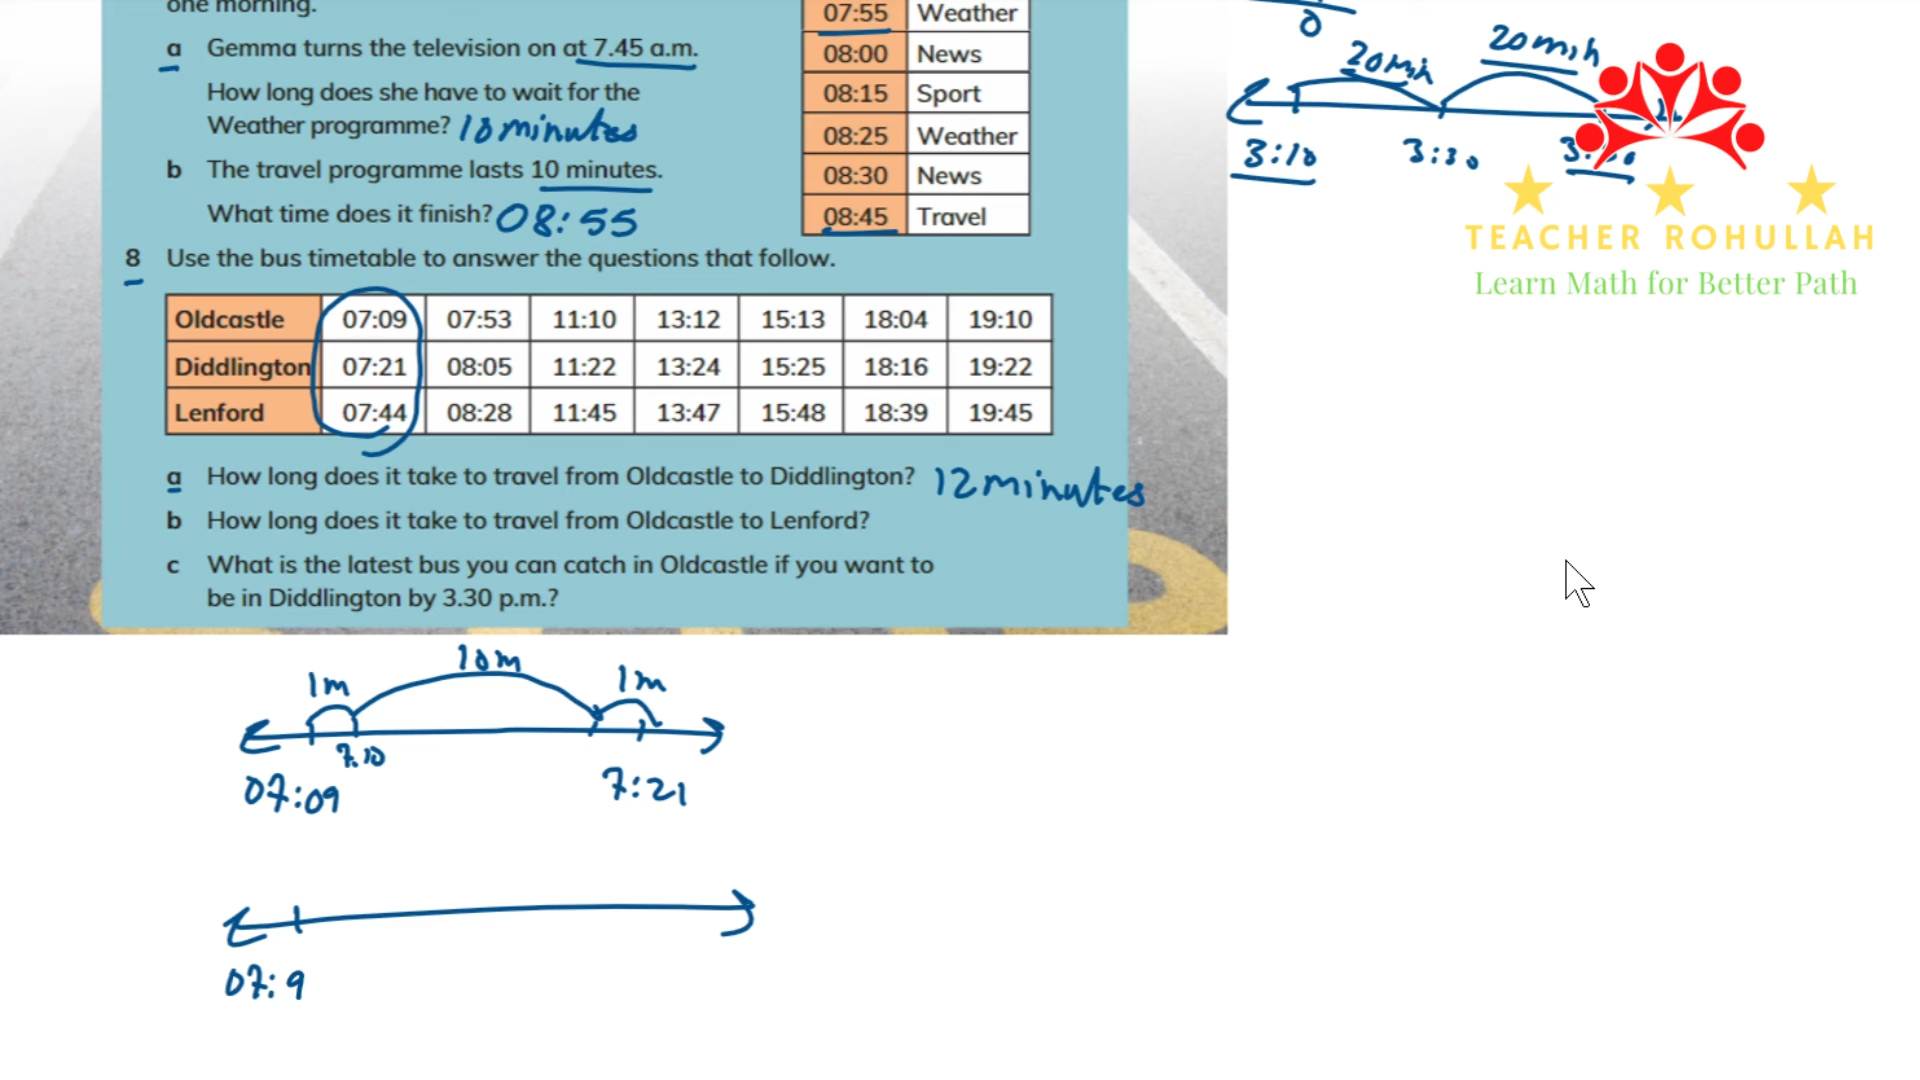 one morning.
a Gemma turns the television on at 7.45 a.m.
How long does she have to wait for the
Weather programme? 10 minutes
b The travel programme lasts 10 minutes.
What time does it finish? 08:55
07:55 Weather
08:00 News
08:15 Sport
08:25 Weather
08:30 News
08:45 Travel
0
20min 20min
3:10 3:30
TEACHER ROHULLAH
Learn Math for Better Path
8 Use the bus timetable to answer the questions that follow.
Oldcastle 07:09 07:53 11:10 13:12 15:13 18:04 19:10
Diddlington 07:21 08:05 11:22 13:24 15:25 18:16 19:22
Lenford 07:44 08:28 11:45 13:47 15:48 18:39 19:45
a How long does it take to travel from Oldcastle to Diddlington? 12 minutes
b How long does it take to travel from Oldcastle to Lenford?
c What is the latest bus you can catch in Oldcastle if you want to
be in Diddlington by 3.30 p.m.?
1m 10m 1m
7.10
07:09 7:21
07:9